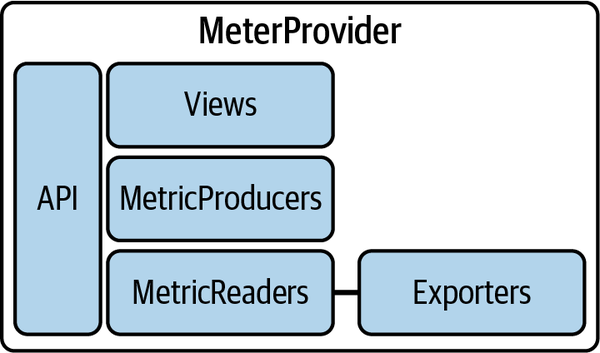 MeterProvider
API
Views
MetricProducers
MetricReaders
Exporters